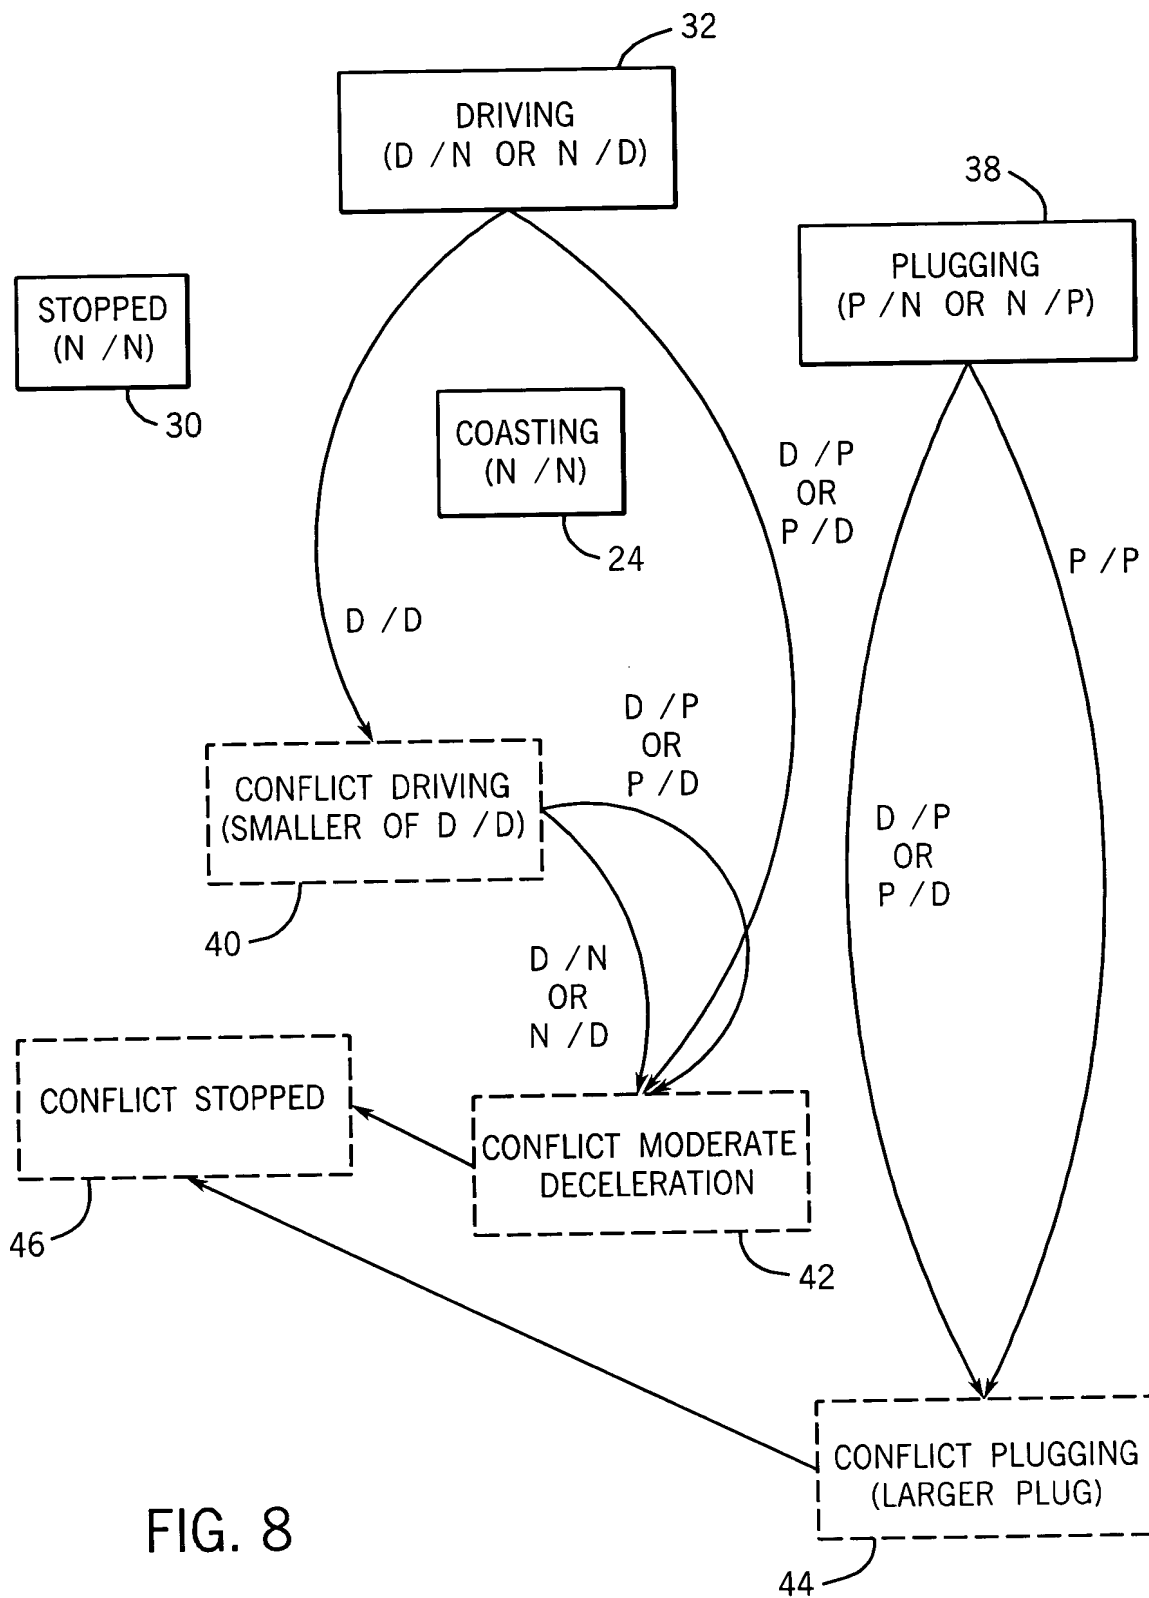 32
DRIVING
(D /N OR N /D)
38
PLUGGING
(P /N OR N /P)
STOPPED
(N /N)
30
COASTING
(N /N)
24
D /P
OR
P /D
P /P
D /D
D /P
OR
P /D
CONFLICT DRIVING
(SMALLER OF D /D)
40
D /P
OR
P /D
D /N
OR
N /D
CONFLICT STOPPED
46
CONFLICT MODERATE
DECELERATION
42
CONFLICT PLUGGING
(LARGER PLUG)
44
FIG. 8